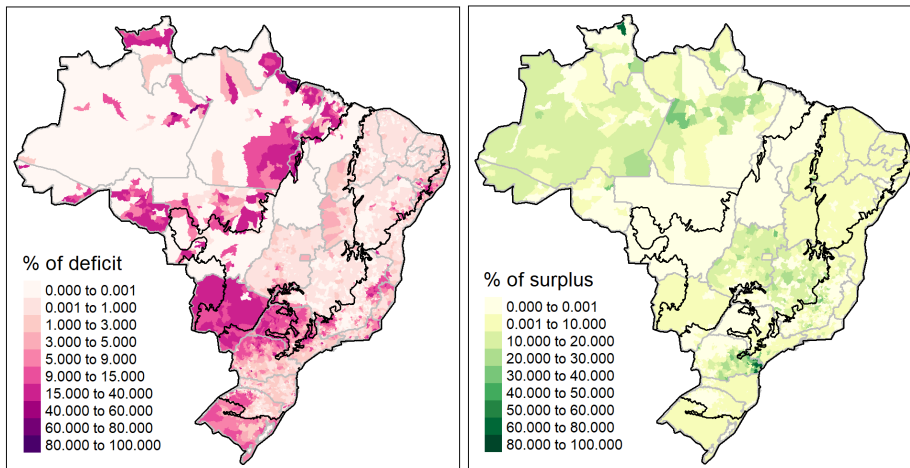 % of deficit
0.000 to 0.001
0.001 to 1.000
1.000 to 3.000
3.000 to 5.000
5.000 to 9.000
9.000 to 15.000
15.000 to 40.000
40.000 to 60.000
60.000 to 80.000
80.000 to 100.000
% of surplus
0.000 to 0.001
0.001 to 10.000
10.000 to 20.000
20.000 to 30.000
30.000 to 40.000
40.000 to 50.000
50.000 to 60.000
60.000 to 80.000
80.000 to 100.000